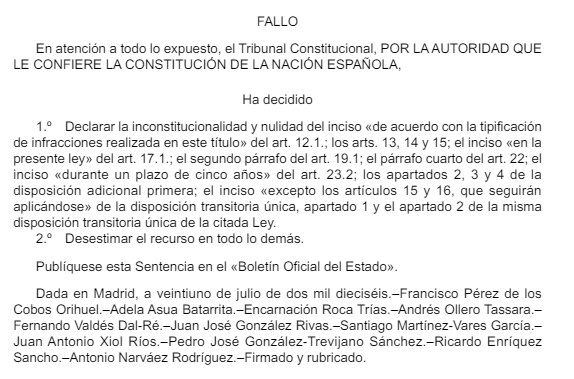 FALLO
En atención a todo lo expuesto, el Tribunal Constitucional, POR LA AUTORIDAD QUE
LE CONFIERE LA CONSTITUCIÓN DE LA NACIÓN ESPAÑOLA,
Ha decidido
1.º Declarar la inconstitucionalidad y nulidad del inciso «de acuerdo con la tipificación
de infracciones realizada en este título» del art. 12.1.; los arts. 13, 14 y 15; el inciso «en la
presente ley» del art. 17.1.; el segundo párrafo del art. 19.1; el párrafo cuarto del art. 22; el
inciso «durante un plazo de cinco años» del art. 23.2; los apartados 2, 3 y 4 de la
disposición adicional primera; el inciso «excepto los artículos 15 y 16, que seguirán
aplicándose» de la disposición transitoria única, apartado 1 y el apartado 2 de la misma
disposición transitoria única de la citada Ley.
2.º Desestimar el recurso en todo lo demás.
Publíquese esta Sentencia en el «Boletín Oficial del Estado».
Dada en Madrid, a veintiuno de julio de dos mil dieciséis.–Francisco Pérez de los
Cobos Orihuel.–Adela Asua Batarrita.–Encarnación Roca Trías.–Andrés Ollero Tassara.–
Fernando Valdés Dal-Ré.–Juan José González Rivas.–Santiago Martínez-Vares García.–
Juan Antonio Xiol Ríos.–Pedro José González-Trevijano Sánchez.–Ricardo Enríquez
Sancho.–Antonio Narváez Rodríguez.–Firmado y rubricado.